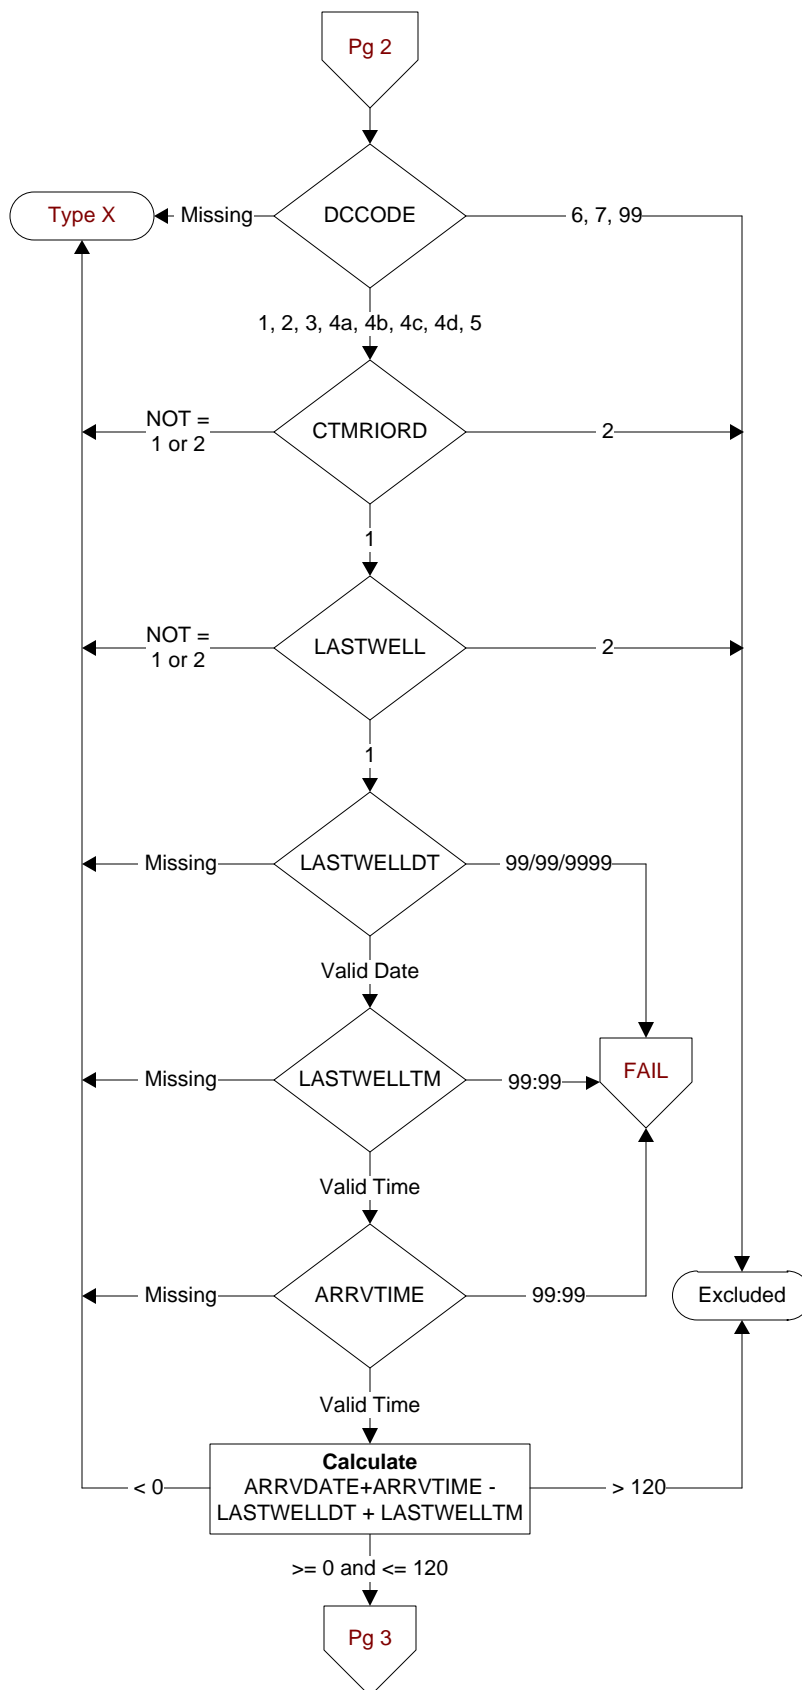 Pg 2
DCCODE
Type X
Missing
6, 7, 99
1, 2, 3, 4a, 4b, 4c, 4d, 5
NOT =
1 or 2
CTMRIORD
2
1
NOT =
1 or 2
LASTWELL
2
1
Missing
LASTWELLDT
99/99/9999
Valid Date
Missing
LASTWELLTM
99:99
FAIL
Valid Time
Missing
ARRVTIME
99:99
Excluded
Valid Time
Calculate
ARRVDATE+ARRVTIME -
LASTWELLDT + LASTWELLTM
< 0
> 120
>= 0 and <= 120
Pg 3